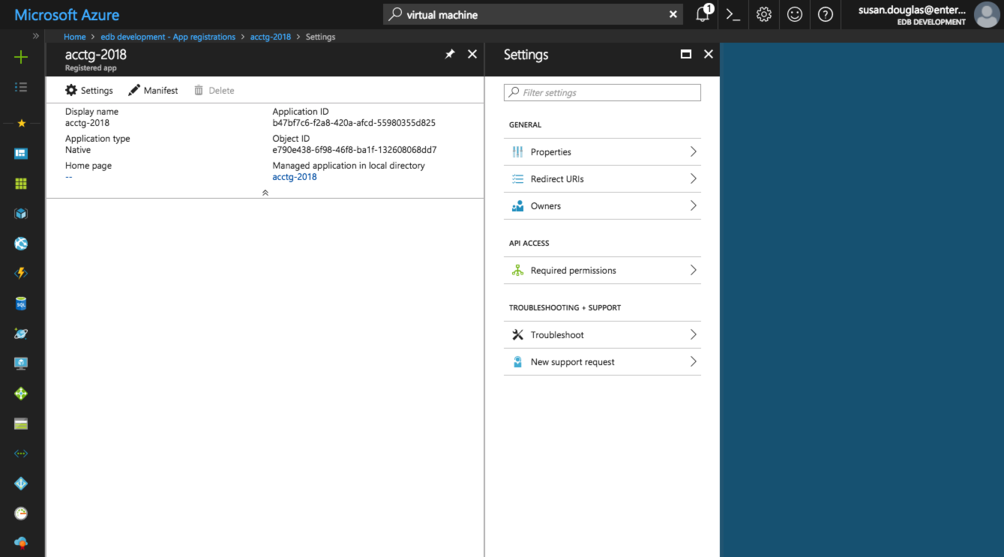 Microsoft Azure
virtual machine
1
susan.douglas@enter...
EDB DEVELOPMENT
Home > edb development - App registrations > acctg-2018 > Settings
acctg-2018
Registered app
Settings Manifest Delete
Display name
acctg-2018
Application type
Native
Home page
--
Application ID
b47bf7c6-f2a8-420a-afcd-55980355d825
Object ID
e790e438-6f98-46f8-ba1f-132608068dd7
Managed application in local directory
acctg-2018
Settings
Filter settings
GENERAL
Properties
Redirect URIs
Owners
API ACCESS
Required permissions
TROUBLESHOOTING + SUPPORT
Troubleshoot
New support request
SQL